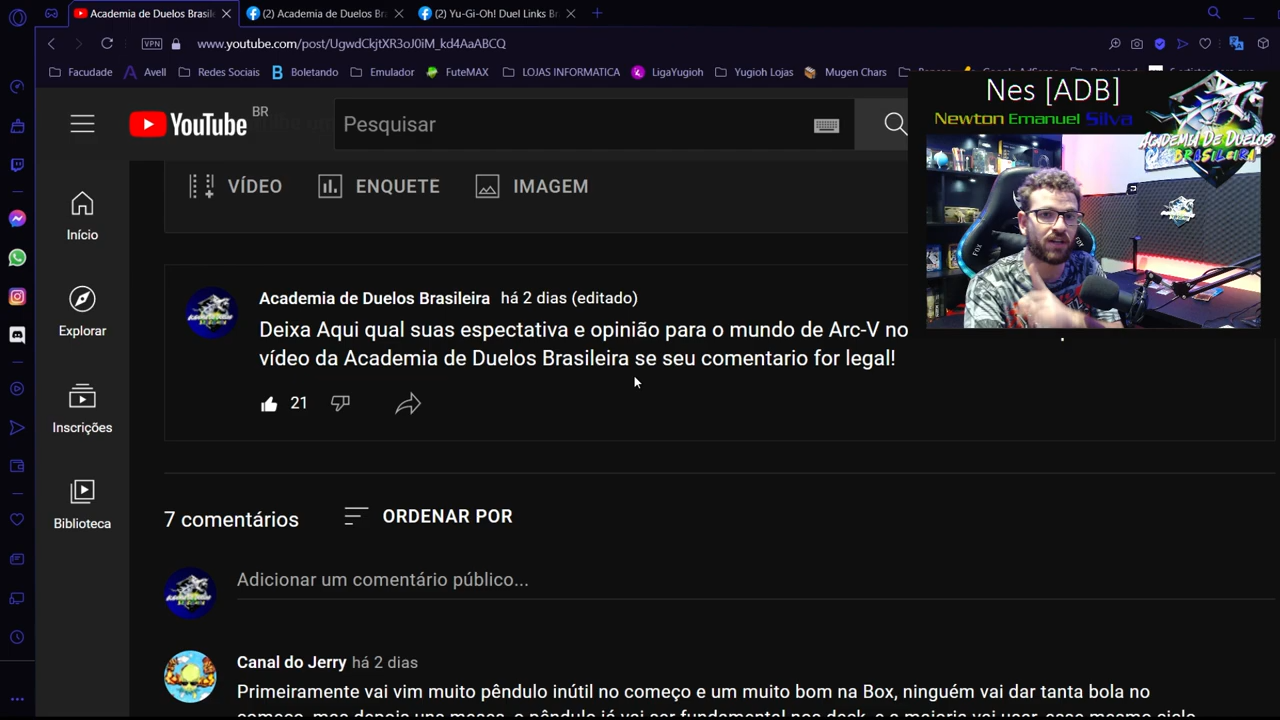 Academia de Duelos Brasile
(2) Academia de Duelos Br
(2) Yu-Gi-Oh! Duel Links Br
VPN
www.youtube.com/post/UgwdCkjtXR3oJ0iM_kd4AaABCQ
Facudade
Avell
Redes Sociais
Boletando
Emulador
FuteMAX
LOJAS INFORMATICA
LigaYugioh
Yugioh Lojas
Mugen Chars
Nes [ADB]
Newton Emanuel Silva
ACADEMIA DE DUELOS
BRASILEIRA
YouTube BR
Pesquisar
VÍDEO
ENQUETE
IMAGEM
Início
Explorar
Inscrições
Biblioteca
Academia de Duelos Brasileira há 2 dias (editado)
Deixa Aqui qual suas espectativa e opinião para o mundo de Arc-V no
vídeo da Academia de Duelos Brasileira se seu comentario for legal!
21
7 comentários
ORDENAR POR
Adicionar um comentário público...
Canal do Jerry há 2 dias
Primeiramente vai vim muito pêndulo inútil no começo e um muito bom na Box, ninguém vai dar tanta bola no